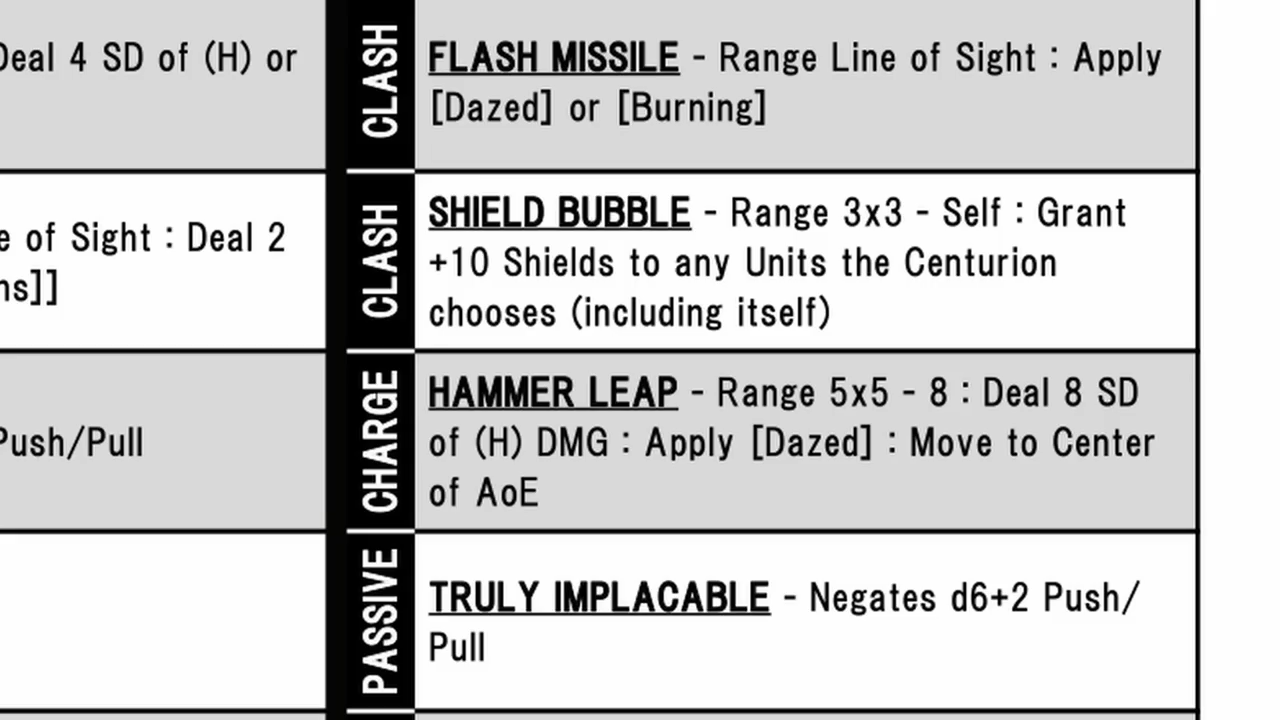 Deal 4 SD of (H) or
e of Sight : Deal 2
ns]]
Push/Pull
CLASH
FLASH MISSILE - Range Line of Sight : Apply
[Dazed] or [Burning]
CLASH
SHIELD BUBBLE - Range 3x3 - Self : Grant
+10 Shields to any Units the Centurion
chooses (including itself)
CHARGE
HAMMER LEAP - Range 5x5 - 8 : Deal 8 SD
of (H) DMG : Apply [Dazed] : Move to Center
of AoE
PASSIVE
TRULY IMPLACABLE - Negates d6+2 Push/
Pull